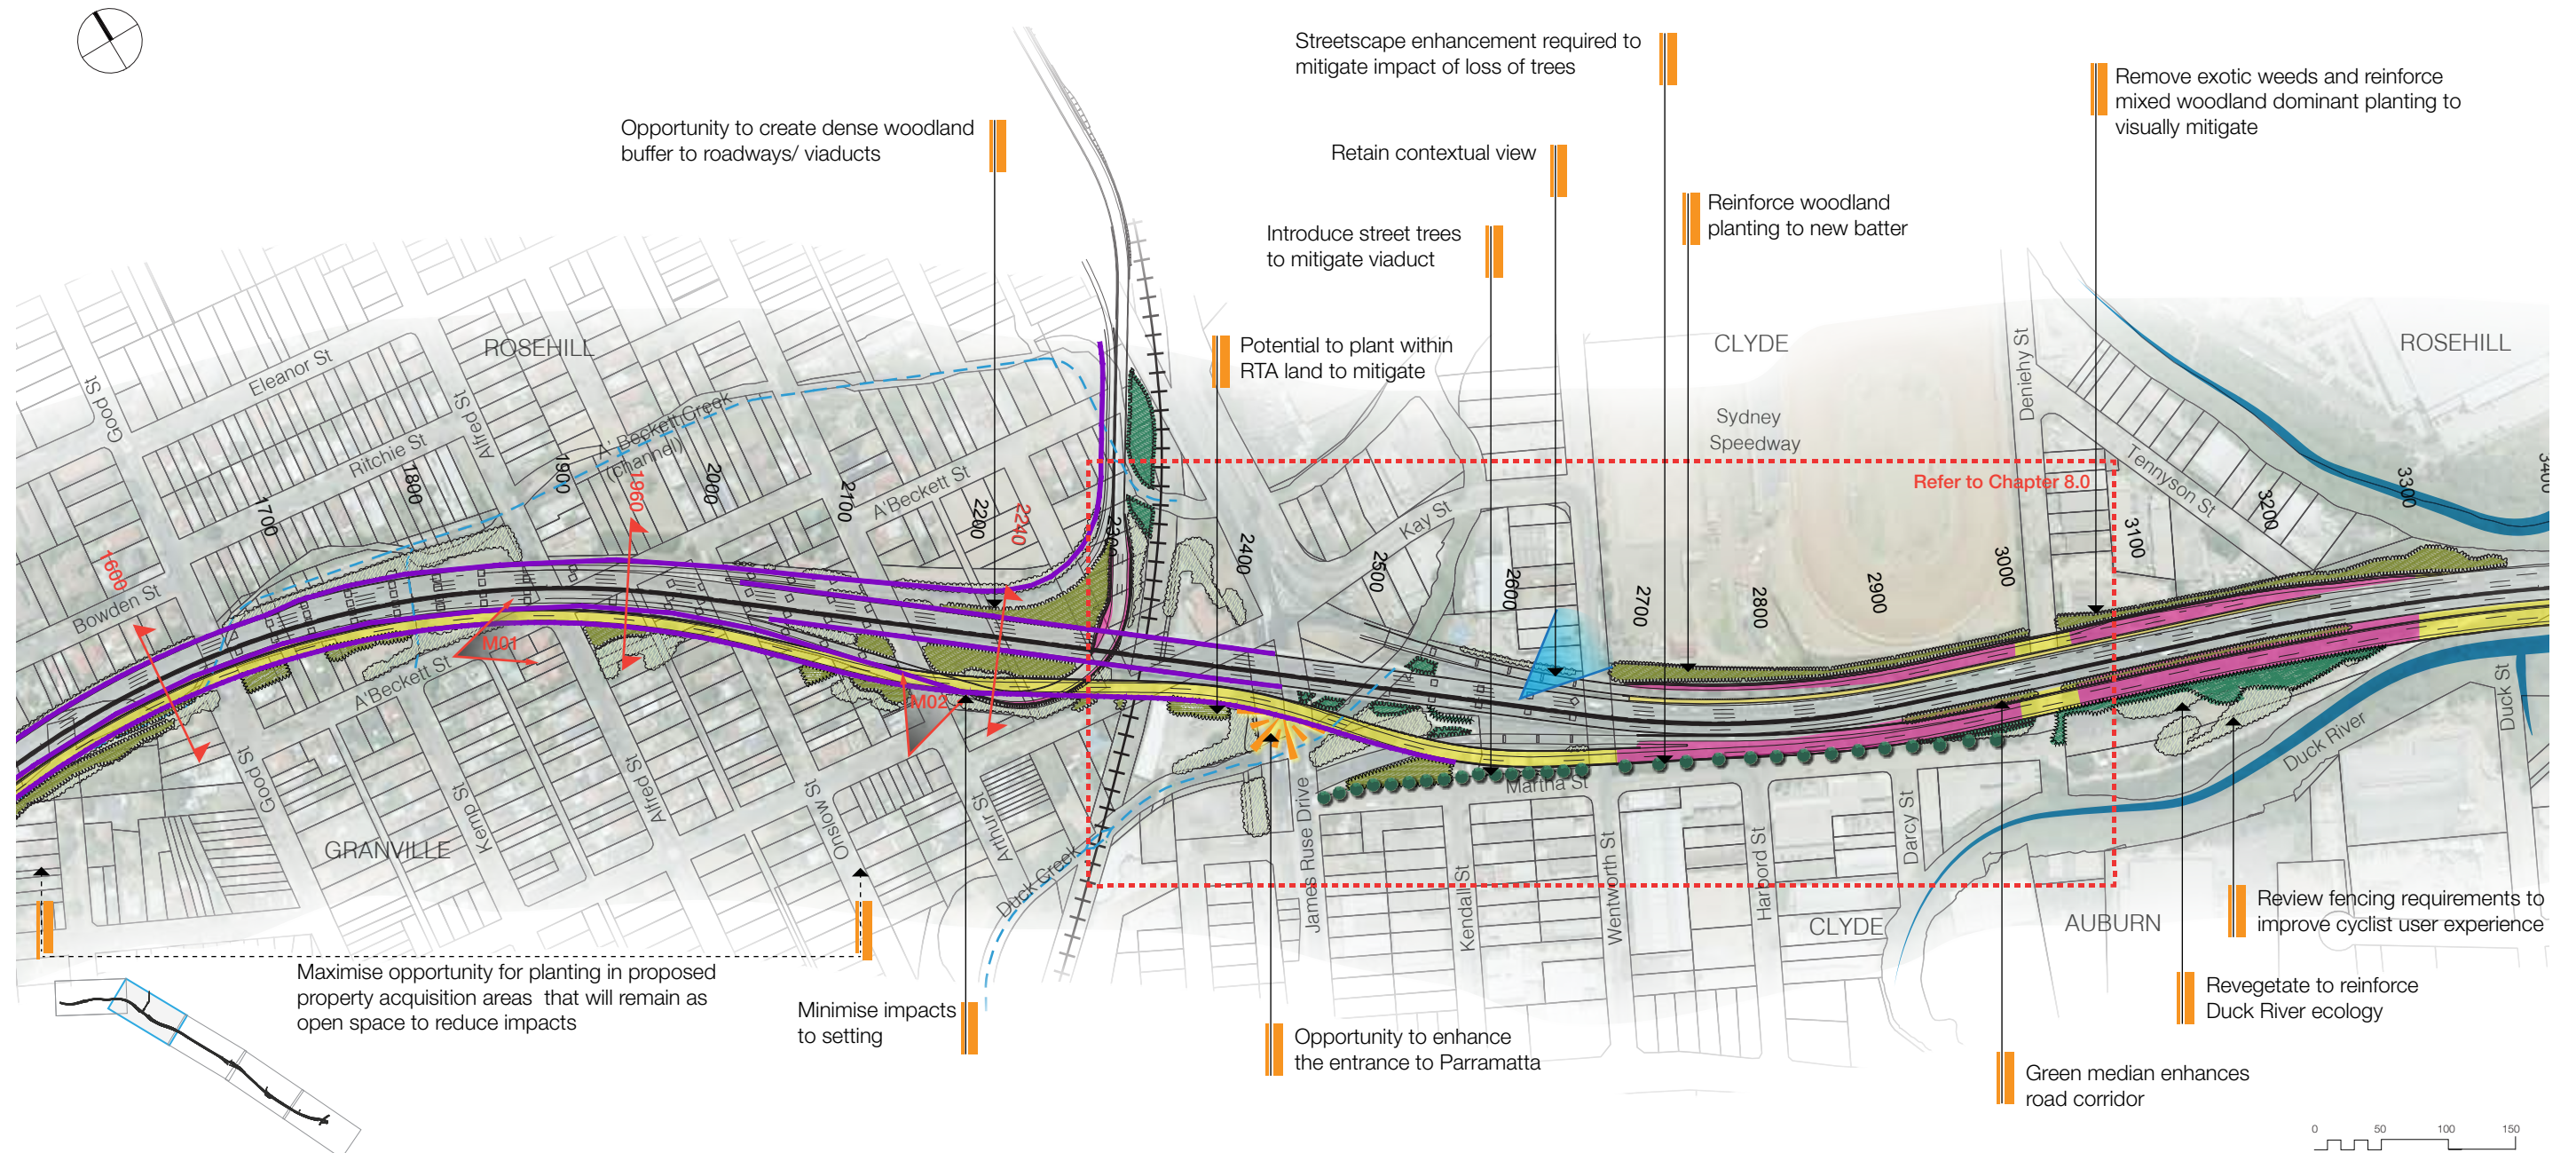 Streetscape enhancement required to
mitigate impact of loss of trees
Remove exotic weeds and reinforce
mixed woodland dominant planting to
visually mitigate
Opportunity to create dense woodland
buffer to roadways/ viaducts
Retain contextual view
Reinforce woodland
planting to new batter
Introduce street trees
to mitigate viaduct
Potential to plant within
RTA land to mitigate
ROSEHILL
CLYDE
ROSEHILL
Sydney
Speedway
Good St
Eleanor St
Alfred St
Ritchie St
A' Beckett Creek
(channel)
A'Beckett St
Kay St
Deniehy St
Tennyson St
Refer to Chapter 8.0
1600
1700
1800
1900
1960
2000
2100
2200
2240
2300
2400
2500
2600
2700
2800
2900
3000
3100
3200
3300
3400
Bowden St
A'Beckett St
M01
M02
Good St
Kemp St
Alfred St
Onslow St
Arthur St
Duck Creek
James Ruse Drive
Martha St
Kendall St
Wentworth St
Harbord St
Darcy St
Duck River
Duck St
GRANVILLE
CLYDE
AUBURN
Maximise opportunity for planting in proposed
property acquisition areas that will remain as
open space to reduce impacts
Minimise impacts
to setting
Opportunity to enhance
the entrance to Parramatta
Review fencing requirements to
improve cyclist user experience
Revegetate to reinforce
Duck River ecology
Green median enhances
road corridor
0 50 100 150